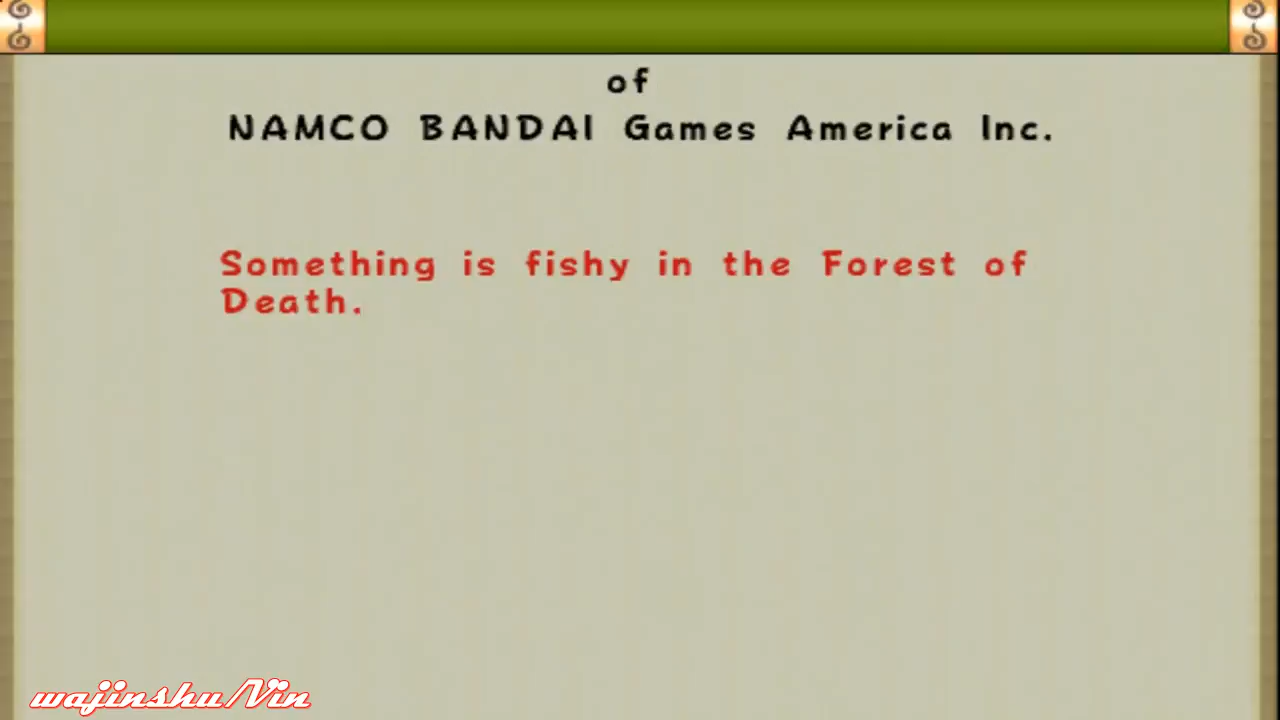 of
NAMCO BANDAI Games America Inc.
Something is fishy in the Forest of
Death.
wajinshu/Vin